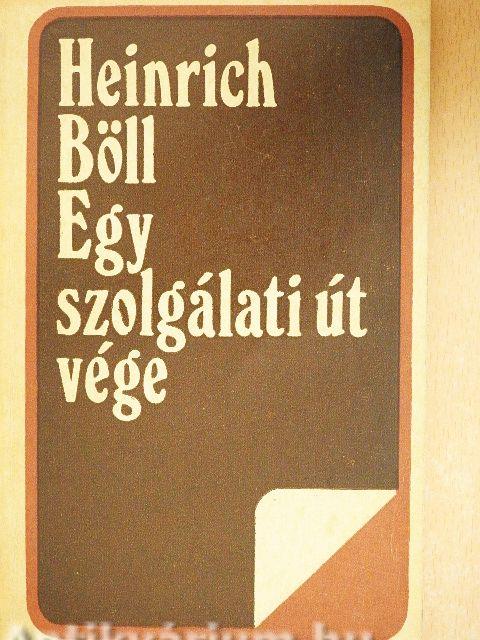 Heinrich
Böll
Egy
szolgálati út
vége